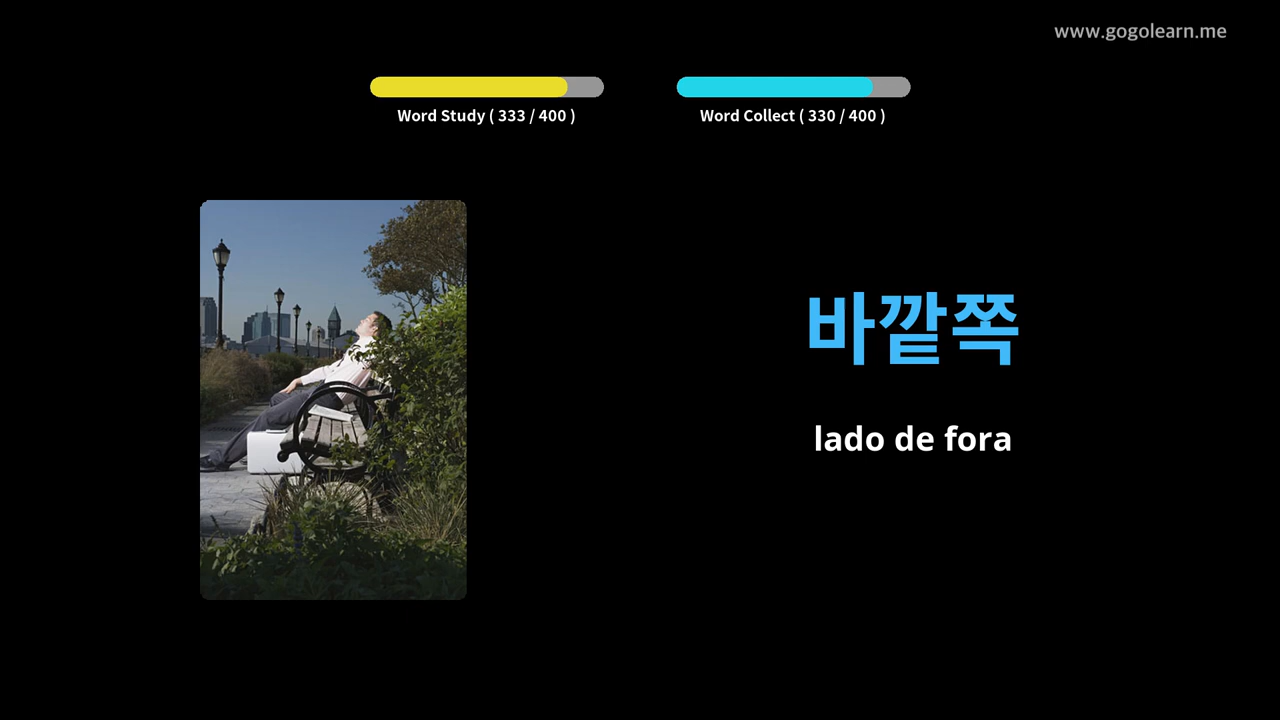 www.gogolearn.me
Word Study ( 333 / 400 )
Word Collect ( 330 / 400 )
바깥쪽
lado de fora